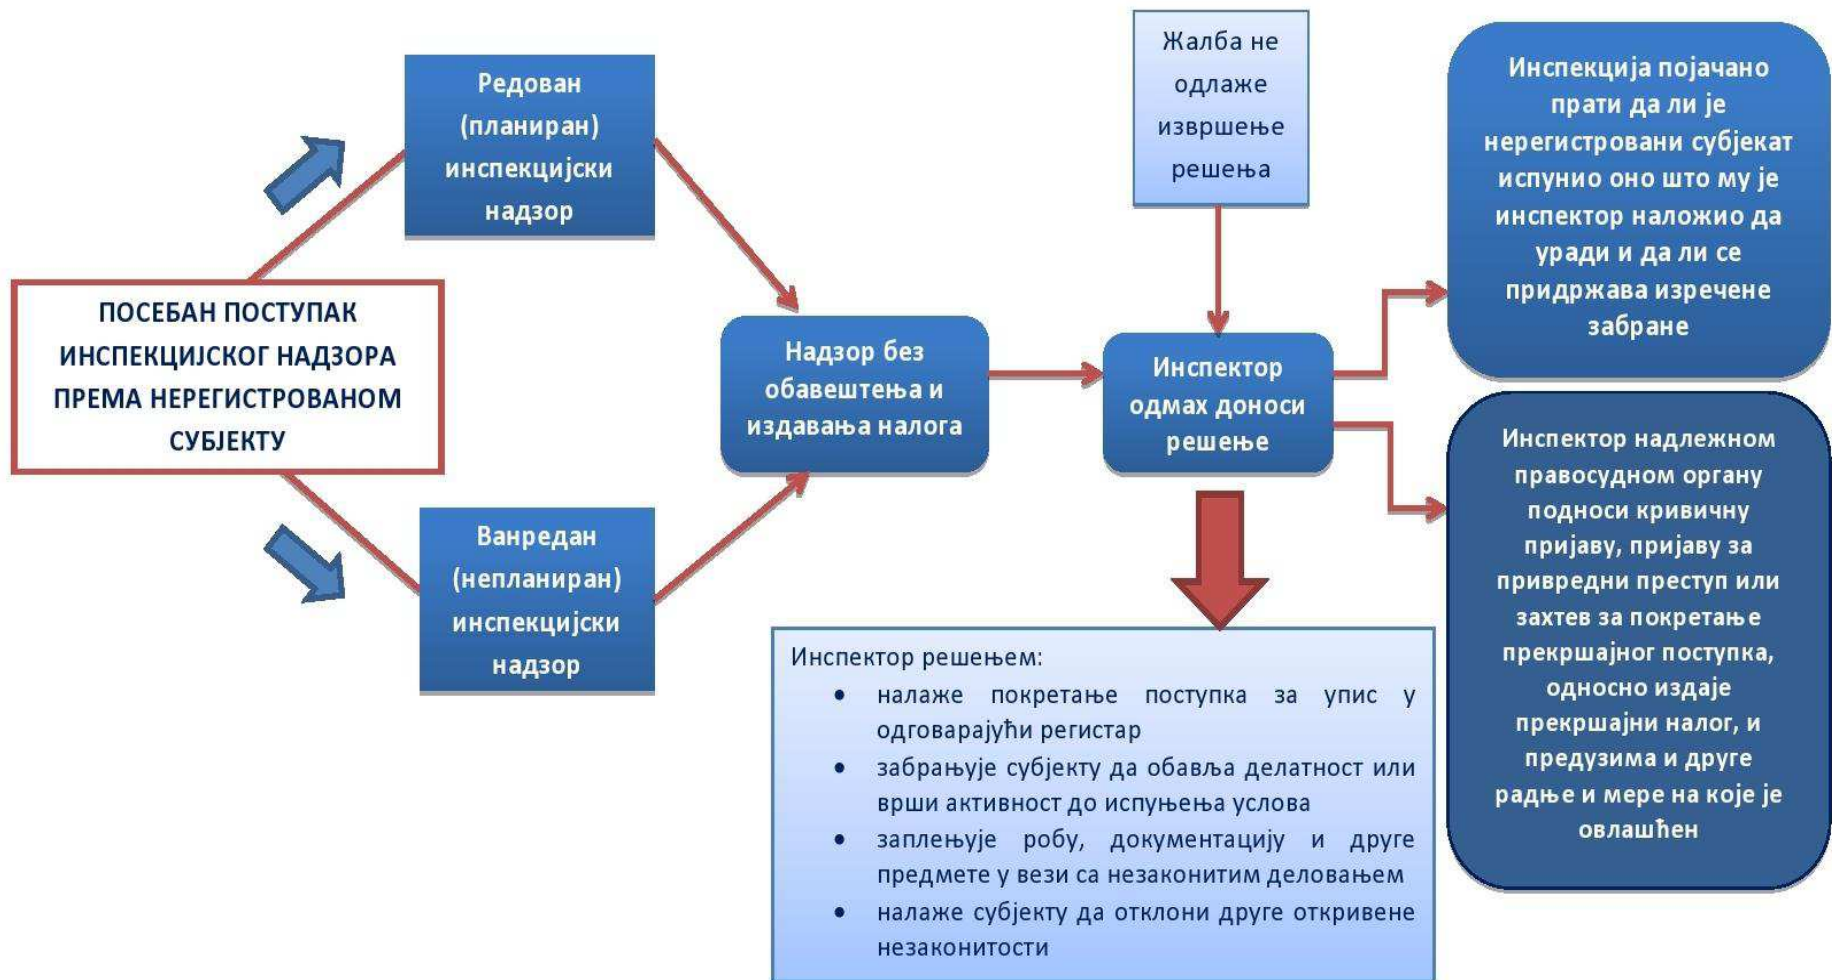 ПОСЕБАН ПОСТУПАК
ИНСПЕКЦИЈСКОГ НАДЗОРА
ПРЕМА НЕРЕГИСТРОВАНОМ
СУБЈЕКТУ
Редован
(планиран)
инспекцијски
надзор
Ванредан
(непланиран)
инспекцијски
надзор
Надзор без
обавештења и
издавања налога
Жалба не
одлаже
извршење
решења
Инспектор
одмах доноси
решење
Инспектор решењем:
• налаже покретање поступка за упис у
одговарајући регистар
• забрањује субјекту да обавља делатност или
врши активност до испуњења услова
• заплењује робу, документацију и друге
предмете у вези са незаконитим деловањем
• налаже субјекту да отклони друге откривене
незаконитости
Инспекција појачано
прати да ли је
нерегистровани субјекат
испунио оно што му је
инспектор наложио да
уради и да ли се
придржава изречене
забране
Инспектор надлежном
правосудном органу
подноси кривичну
пријаву, пријаву за
привредни преступ или
захтев за покретање
прекршајног поступка,
односно издаје
прекршајни налог, и
предузима и друге
радње и мере на које је
овлашћен